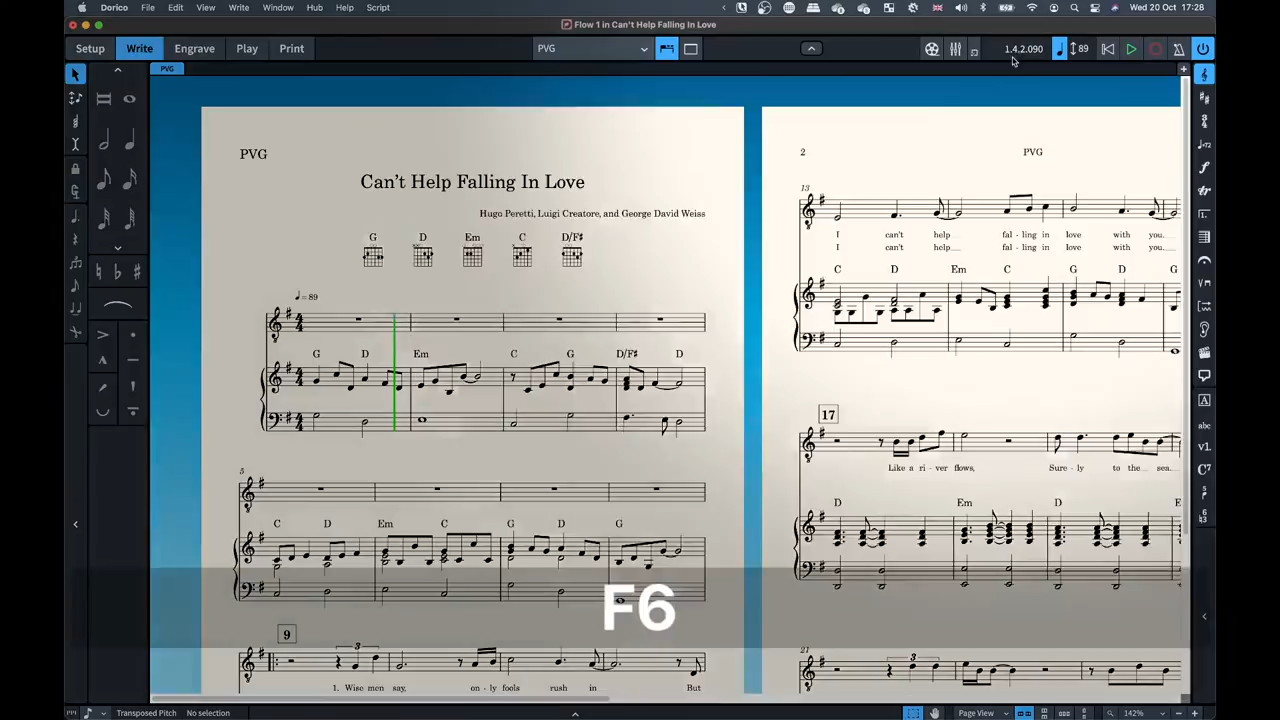 Dorico File Edit View Write Window Hub Help Script Wed 20 Oct 17:28
Flow 1 in Can't Help Falling In Love
Setup Write Engrave Play Print PVG 1.4.2.090 89
PVG
PVG
Can't Help Falling In Love
Hugo Peretti, Luigi Creatore, and George David Weiss
G D Em C D/F#
= 89
G D Em C G D/F# D
5
C D Em C G D G
9
3
1. Wise men say, on - ly fools rush in But
2 PVG
13
I can't help fal - ling in love with you.
I can't help fal - ling in love with you.
C D Em C G D G
17
Like a ri - ver flows, Sure - ly to the sea.
D Em D E
21
3
F6
Transposed Pitch No selection Page View 142%